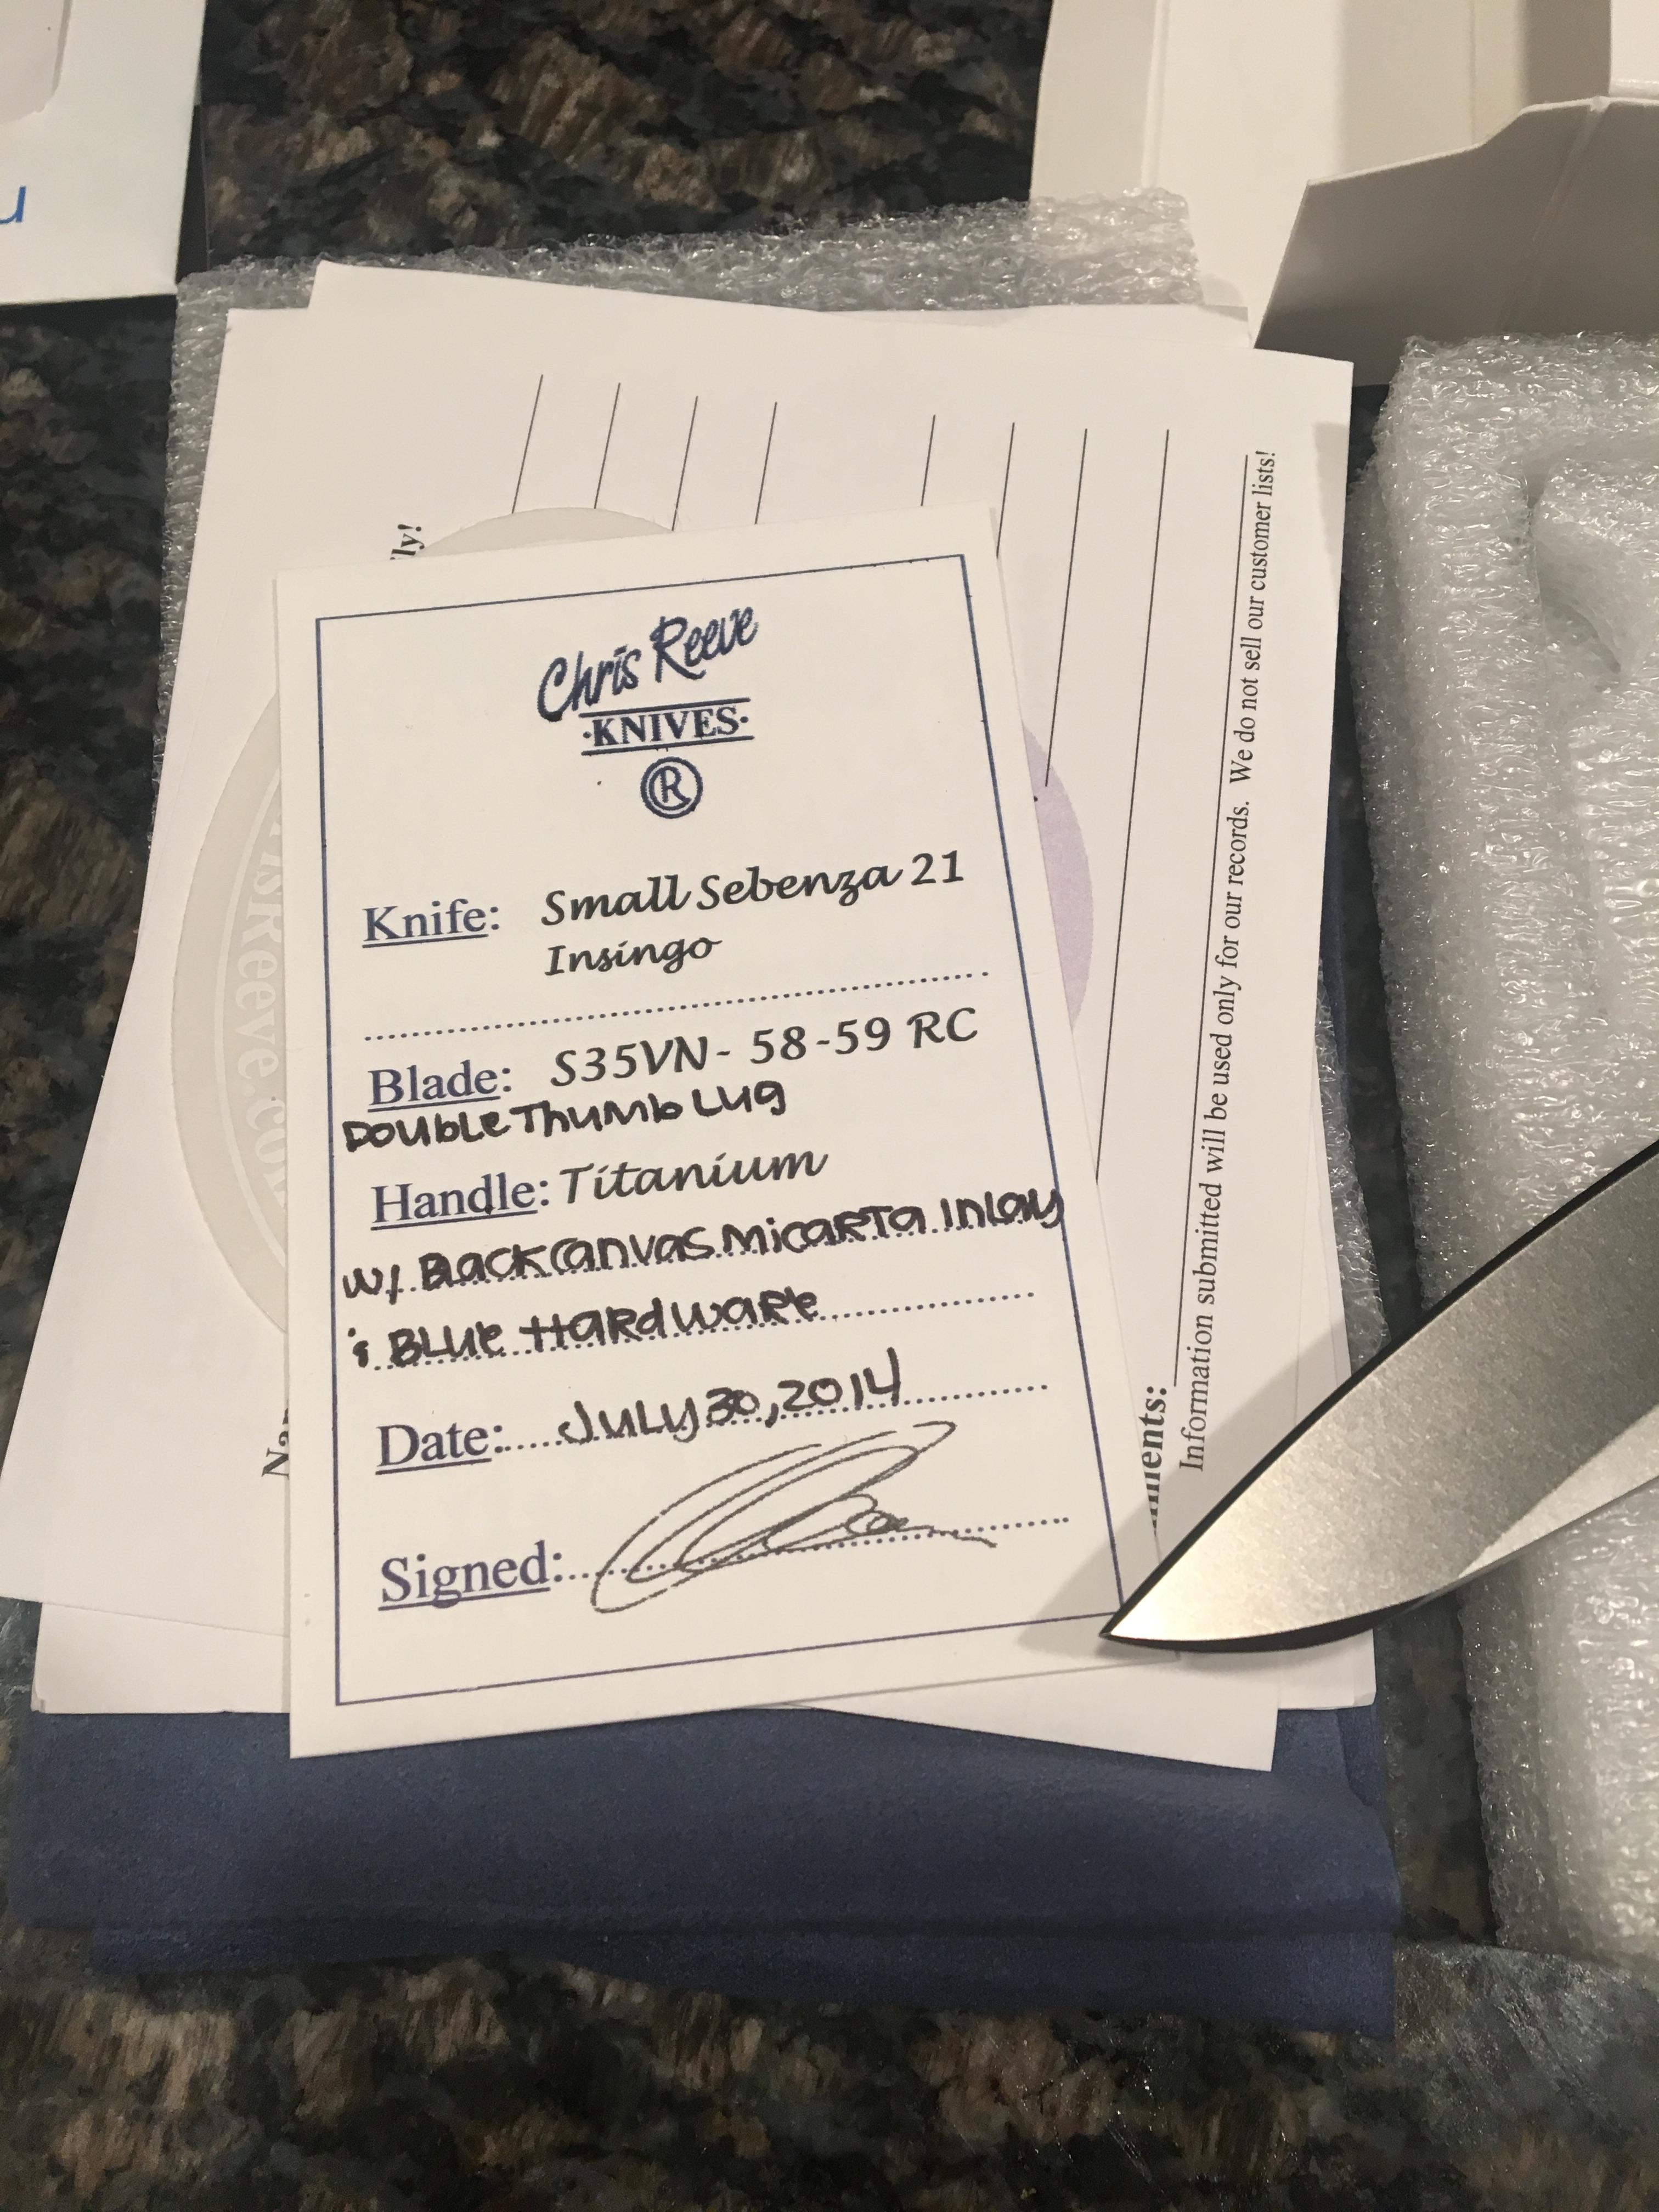 Chris Reeve
·KNIVES·
®
Knife: Small Sebenza 21
Insingo
Blade: S35VN - 58-59 RC
Double Thumb Lug
Handle: Titanium
w/. Black Canvas Micarta Inlay
& Blue Hardware
Date: July 30, 2014
Signed:
Information submitted will be used only for our records. We do not sell our customer lists!